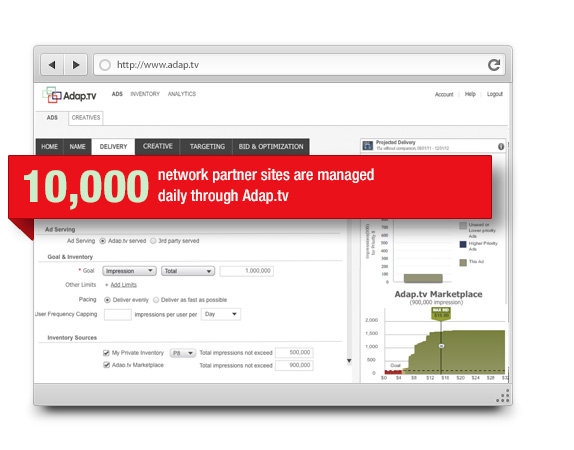 http://www.adap.tv
Adap.tv ADS INVENTORY ANALYTICS Account Help Logout
ADS CREATIVES
HOME NAME DELIVERY CREATIVE TARGETING BID & OPTIMIZATION
Projected Delivery
10,000 network partner sites are managed
daily through Adap.tv
Ad Serving
Ad Serving Adap.tv served 3rd party served
Goal & Inventory
* Goal Impression Total 1,000,000
Other Limits + Add Limits
Pacing Deliver evenly Deliver as fast as possible
User Frequency Capping impressions per user per Day
Inventory Sources
My Private Inventory P8 Total impressions not exceed 500,000
Adap.tv Marketplace Total impressions not exceed 900,000
Lower priority
Ads
Higher Priority
Ads
This Ad
0
Adap.tv Marketplace
(900,000 impression)
MAX BID
2,000
1,500
1,000
500
0
Goal
$0 $4 $8 $12 $16 $20 $24 $28